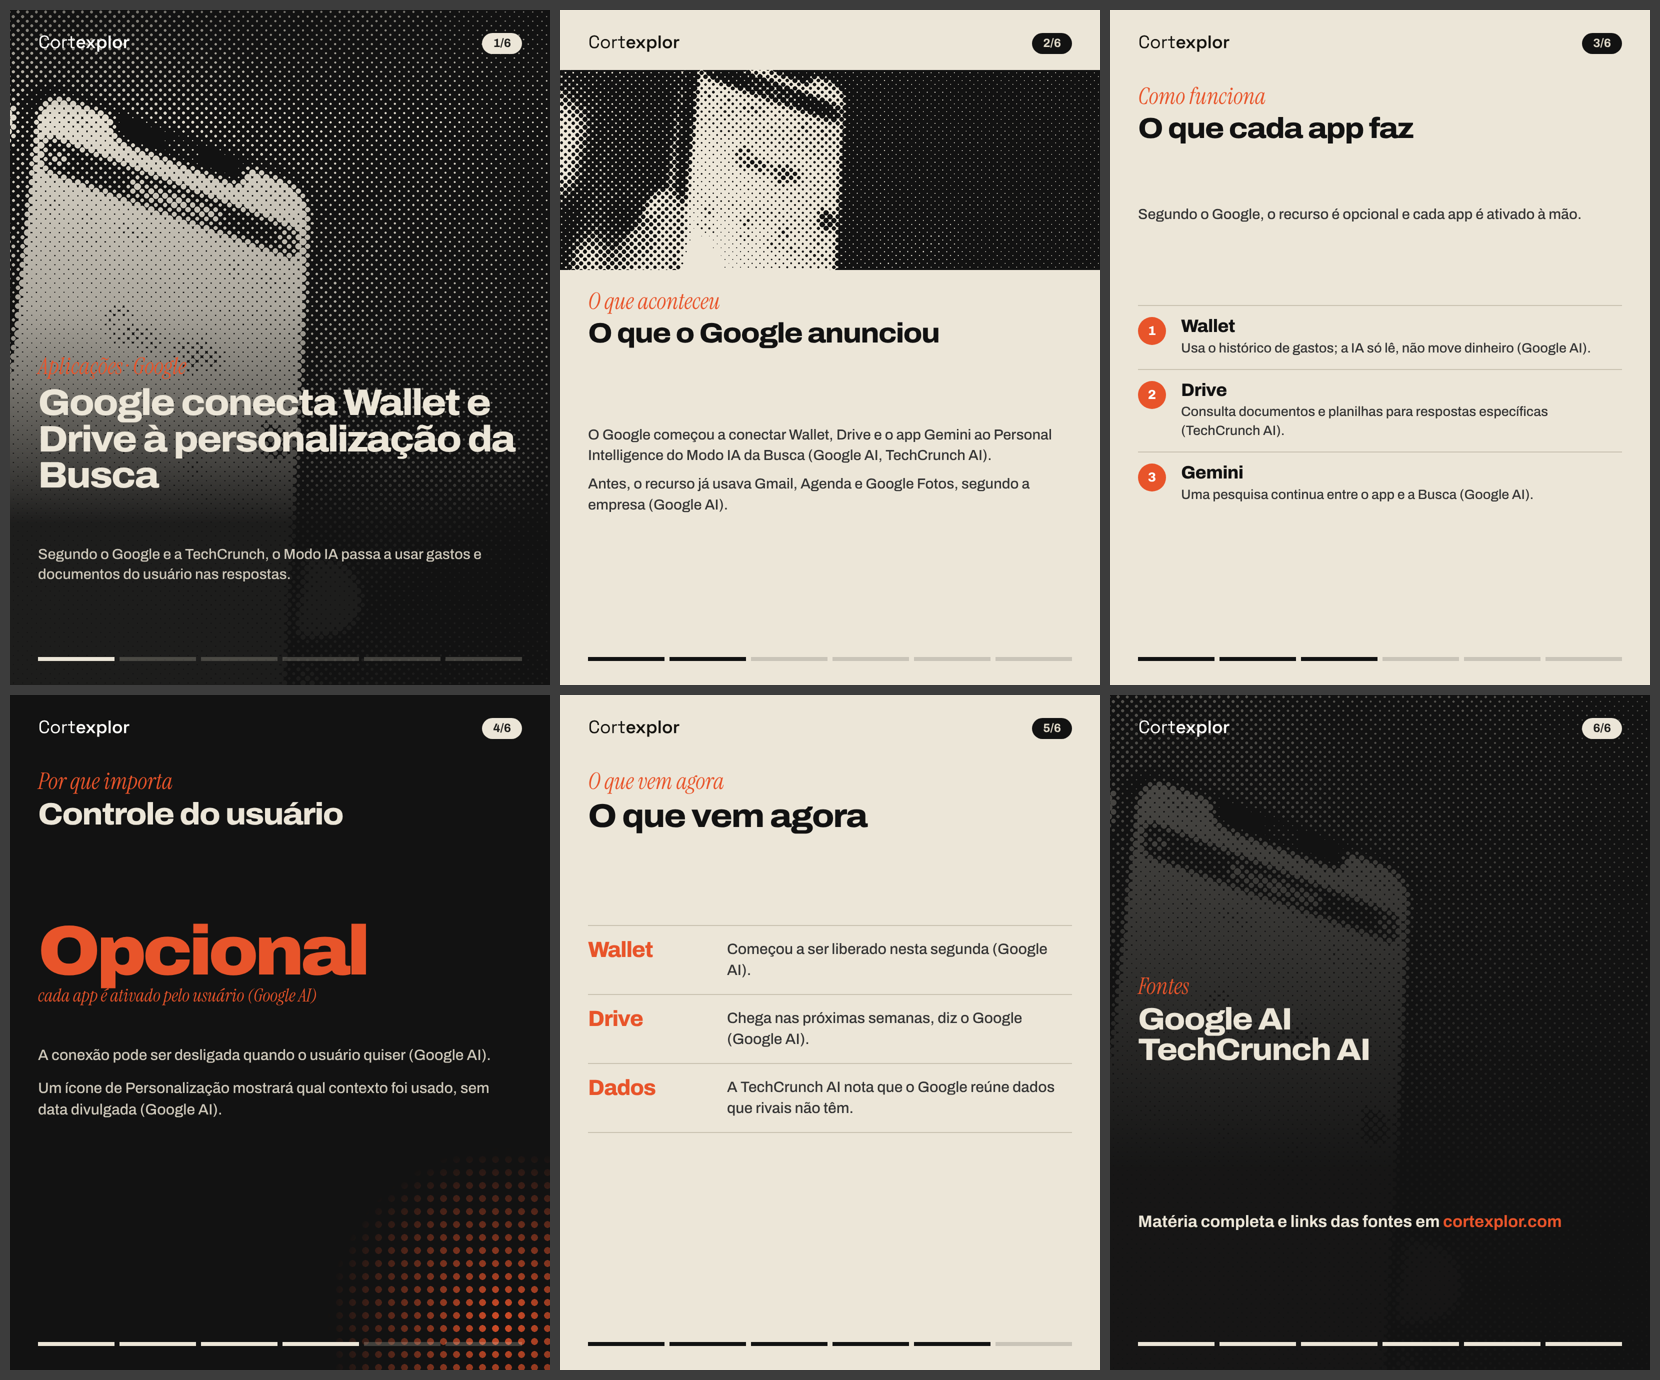 Cortexplor
1/6
Aplicações · Google
Google conecta Wallet e
Drive à personalização da
Busca
Segundo o Google e a TechCrunch, o Modo IA passa a usar gastos e
documentos do usuário nas respostas.
Cortexplor
2/6
O que aconteceu
O que o Google anunciou
O Google começou a conectar Wallet, Drive e o app Gemini ao Personal
Intelligence do Modo IA da Busca (Google AI, TechCrunch AI).
Antes, o recurso já usava Gmail, Agenda e Google Fotos, segundo a
empresa (Google AI).
Cortexplor
3/6
Como funciona
O que cada app faz
Segundo o Google, o recurso é opcional e cada app é ativado à mão.
1
Wallet
Usa o histórico de gastos; a IA só lê, não move dinheiro (Google AI).
2
Drive
Consulta documentos e planilhas para respostas específicas
(TechCrunch AI).
3
Gemini
Uma pesquisa continua entre o app e a Busca (Google AI).
Cortexplor
4/6
Por que importa
Controle do usuário
Opcional
cada app é ativado pelo usuário (Google AI)
A conexão pode ser desligada quando o usuário quiser (Google AI).
Um ícone de Personalização mostrará qual contexto foi usado, sem
data divulgada (Google AI).
Cortexplor
5/6
O que vem agora
O que vem agora
Wallet
Começou a ser liberado nesta segunda (Google
AI).
Drive
Chega nas próximas semanas, diz o Google
(Google AI).
Dados
A TechCrunch AI nota que o Google reúne dados
que rivais não têm.
Cortexplor
6/6
Fontes
Google AI
TechCrunch AI
Matéria completa e links das fontes em cortexplor.com